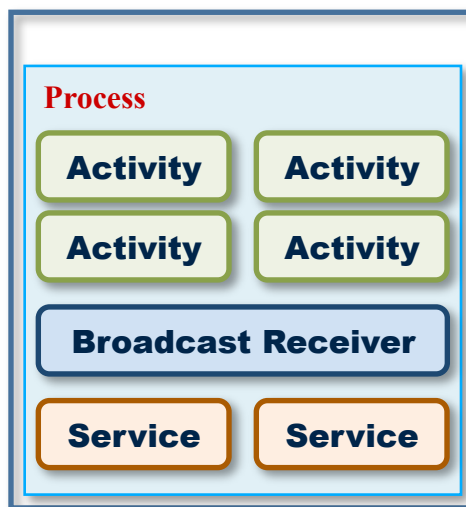 Process
Activity Activity
Activity Activity
Broadcast Receiver
Service Service